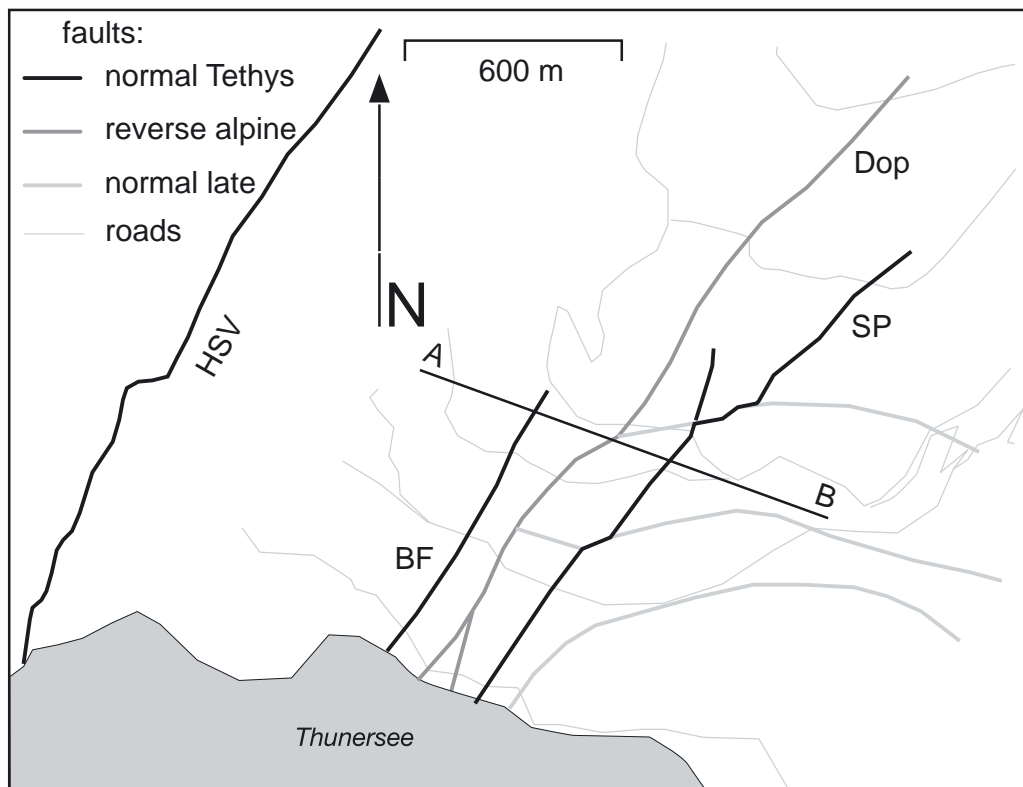 faults:
normal Tethys
reverse alpine
normal late
roads
600 m
N
HSV
Dop
SP
A
B
BF
Thunersee